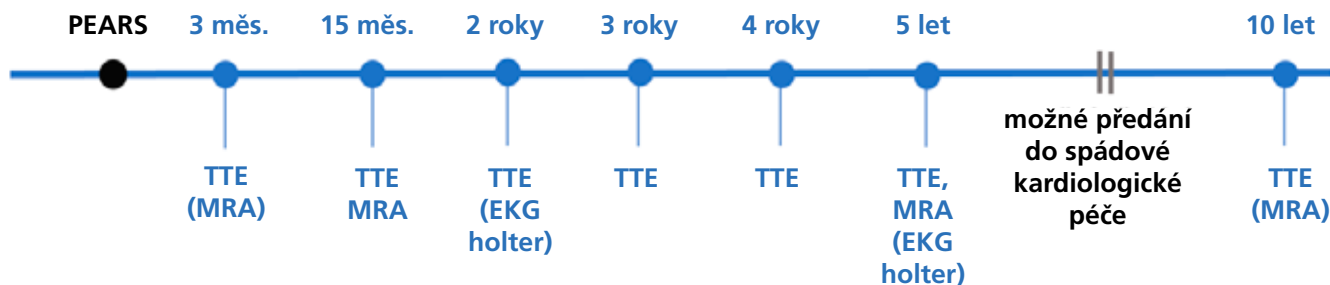 PEARS 3 měs. 15 měs. 2 roky 3 roky 4 roky 5 let 10 let
TTE
(MRA)
TTE
MRA
TTE
(EKG
holter)
TTE
TTE
TTE,
MRA
(EKG
holter)
možné předání
do spádové
kardiologické
péče
TTE
(MRA)